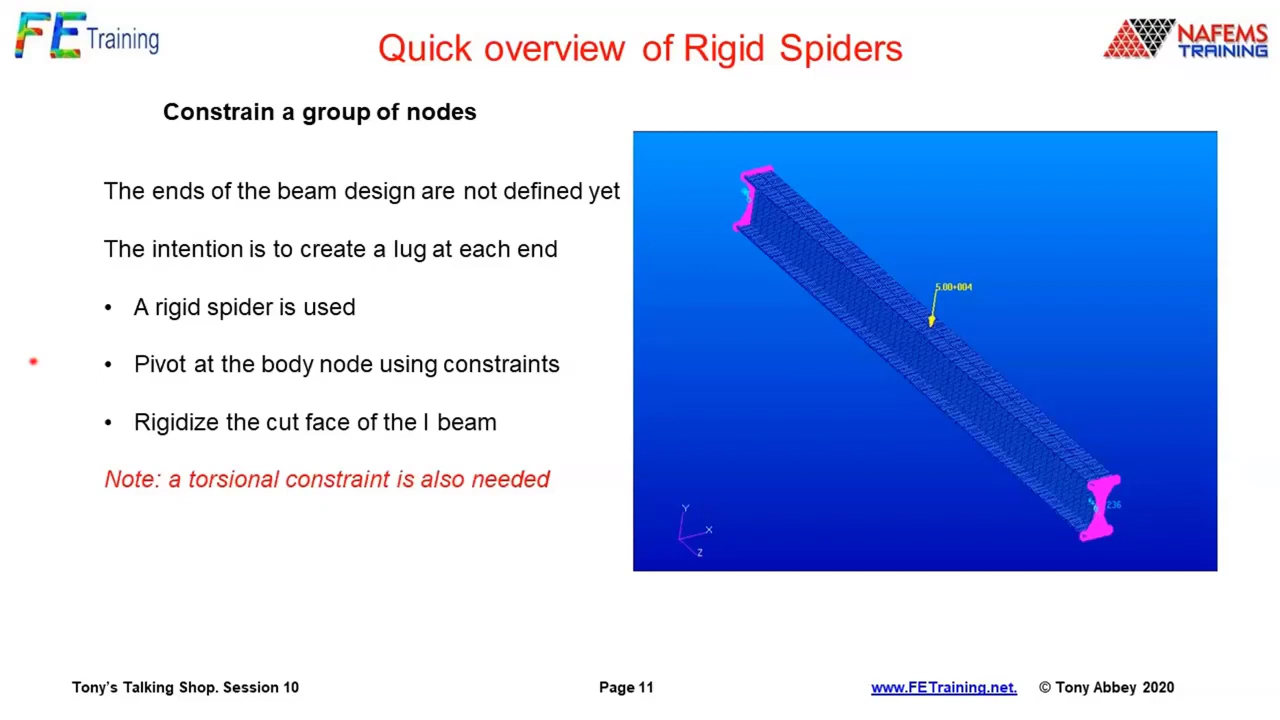 FE Training
Quick overview of Rigid Spiders
NAFEMS
TRAINING
Constrain a group of nodes
The ends of the beam design are not defined yet
The intention is to create a lug at each end
• A rigid spider is used
• Pivot at the body node using constraints
• Rigidize the cut face of the I beam
Note: a torsional constraint is also needed
5.00+004
236
Y
X
Z
Tony's Talking Shop. Session 10
Page 11
www.FETraining.net. © Tony Abbey 2020